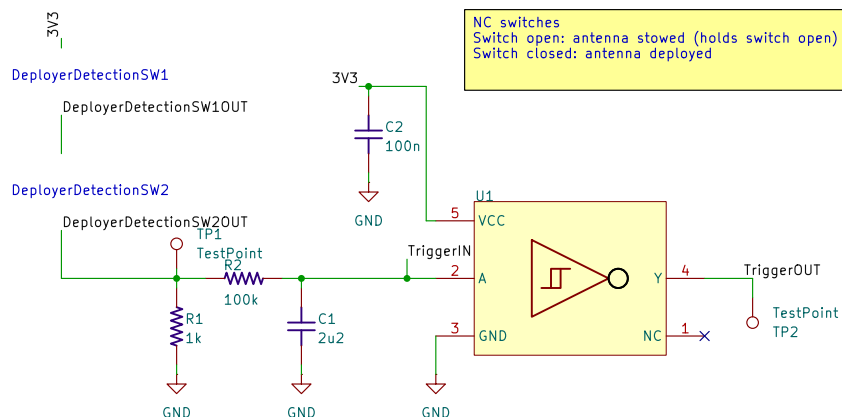 NC switches
Switch open: antenna stowed (holds switch open)
Switch closed: antenna deployed
3V3
DeployerDetectionSW1
DeployerDetectionSW1OUT
DeployerDetectionSW2
DeployerDetectionSW2OUT
3V3
C2
100n
GND
U1
5
VCC
TP1
TestPoint
R2
100k
TriggerIN
2
A
Y
4
TriggerOUT
R1
1k
C1
2u2
3
GND
NC
1
TestPoint
TP2
GND
GND
GND